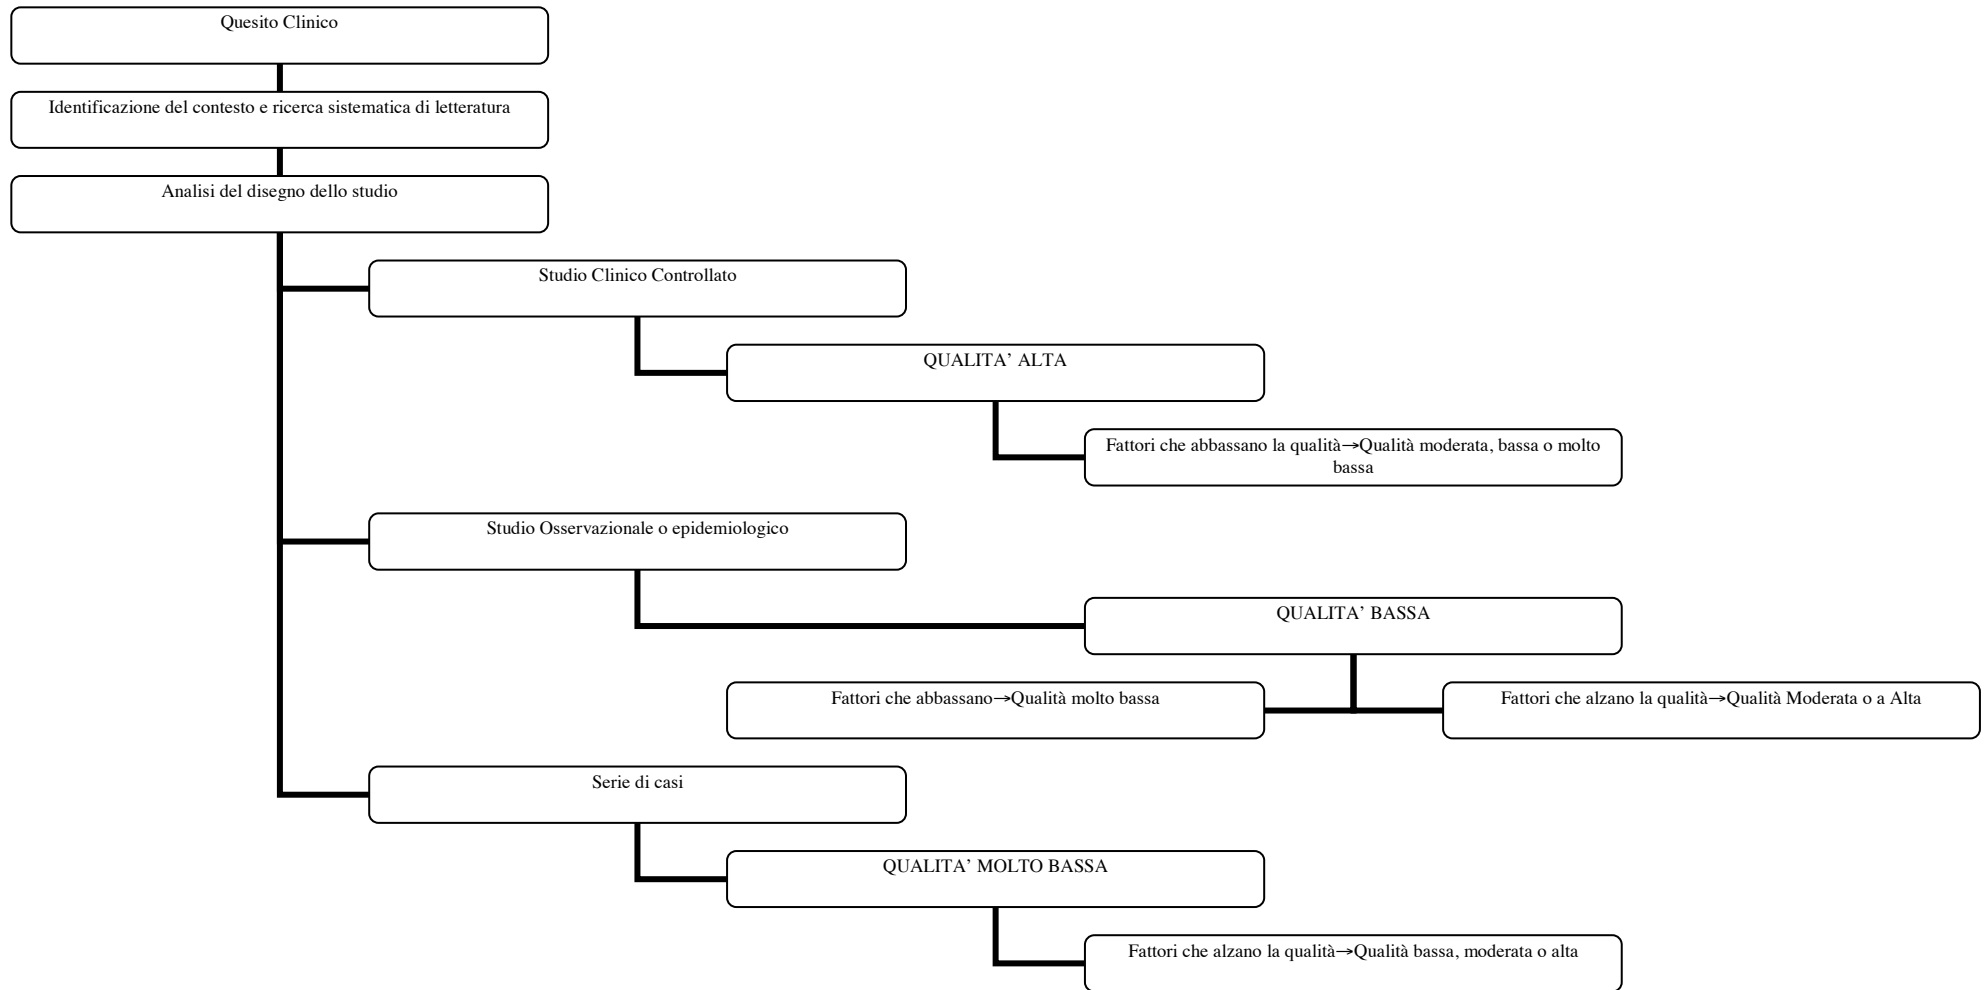 Quesito Clinico
Identificazione del contesto e ricerca sistematica di letteratura
Analisi del disegno dello studio
Studio Clinico Controllato
QUALITA’ ALTA
Fattori che abbassano la qualità→Qualità moderata, bassa o molto
bassa
Studio Osservazionale o epidemiologico
QUALITA’ BASSA
Fattori che abbassano→Qualità molto bassa
Fattori che alzano la qualità→Qualità Moderata o a Alta
Serie di casi
QUALITA’ MOLTO BASSA
Fattori che alzano la qualità→Qualità bassa, moderata o alta